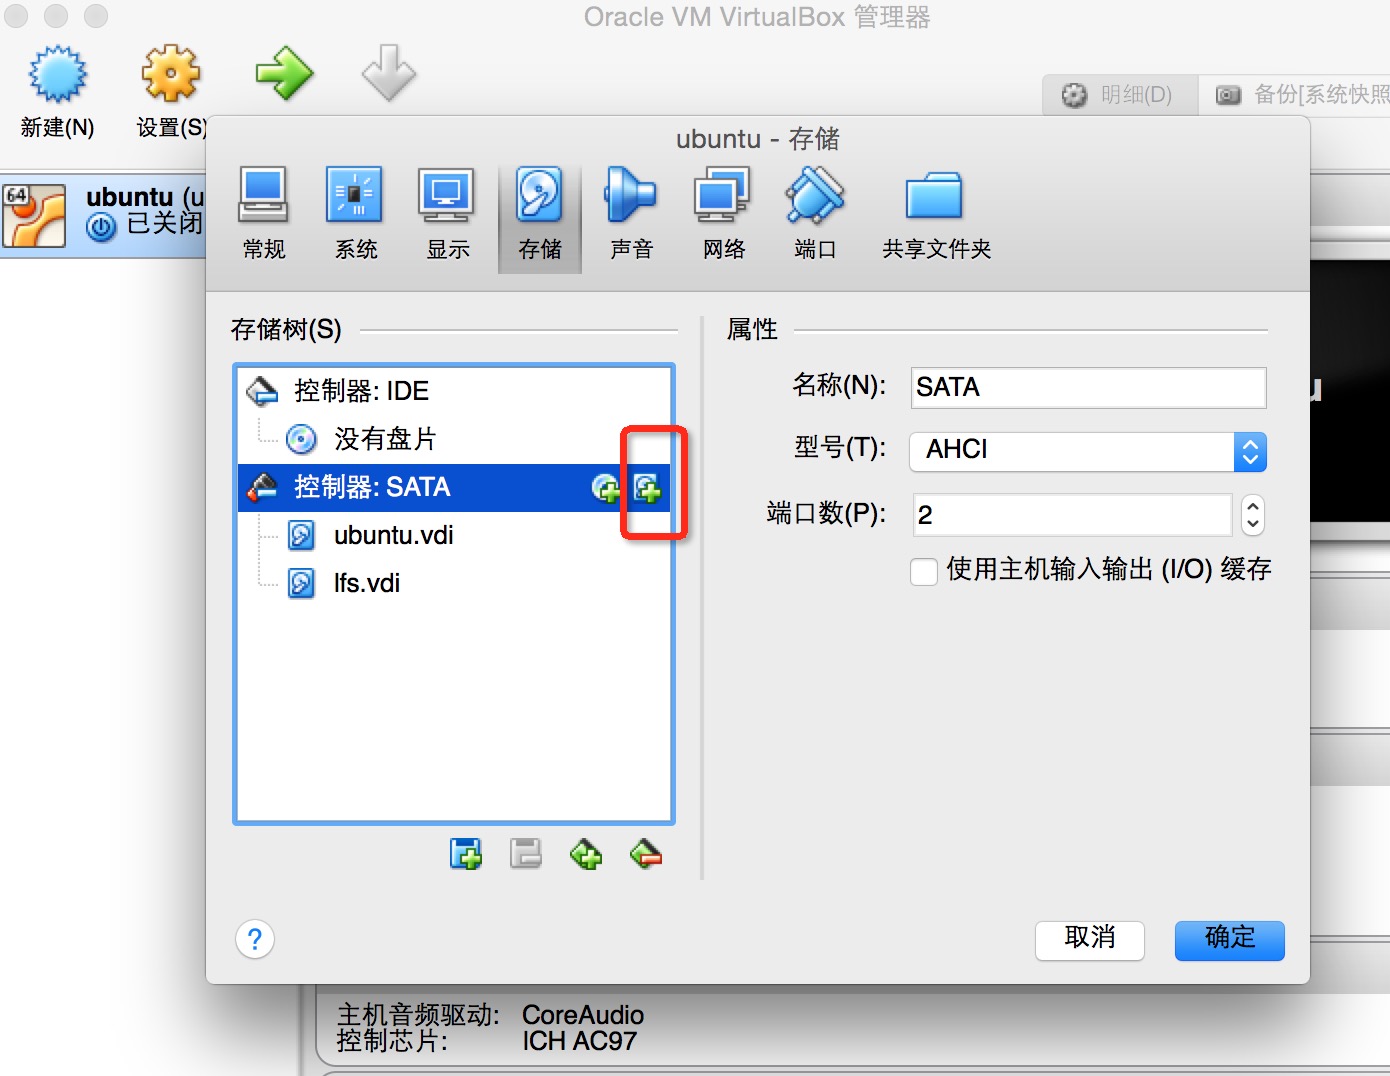 Oracle VM VirtualBox 管理器
新建(N)
设置(S)
明细(D)
备份[系统快照
64
ubuntu (u
已关闭
ubuntu - 存储
常规
系统
显示
存储
声音
网络
端口
共享文件夹
存储树(S)
控制器: IDE
没有盘片
控制器: SATA
ubuntu.vdi
lfs.vdi
属性
名称(N): SATA
型号(T): AHCI
端口数(P): 2
使用主机输入输出 (I/O) 缓存
u
?
取消
确定
主机音频驱动: CoreAudio
控制芯片: ICH AC97